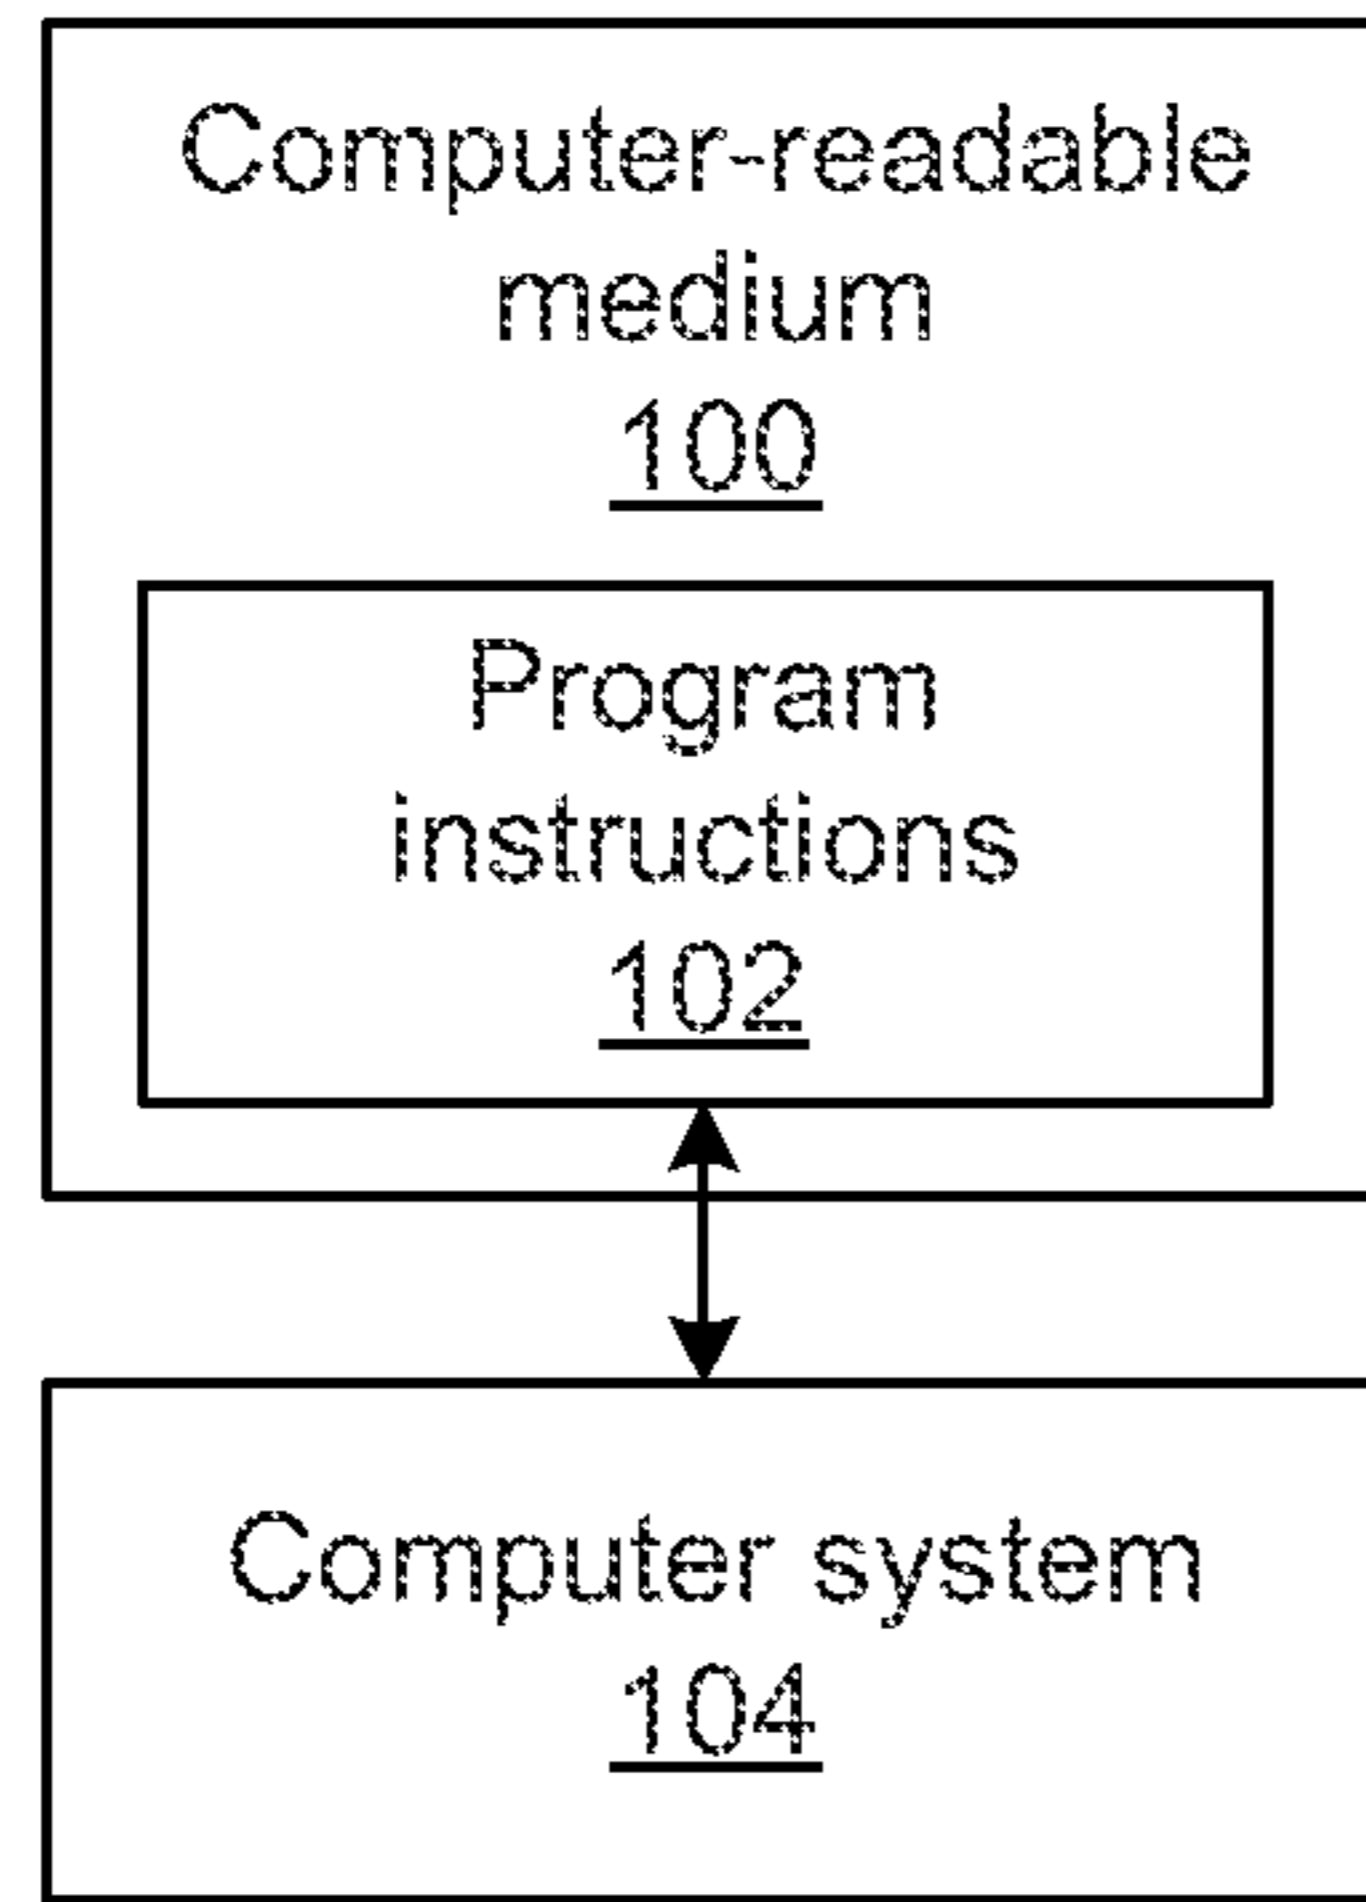 Computer-readable
medium
100
Program
instructions
102
Computer system
104